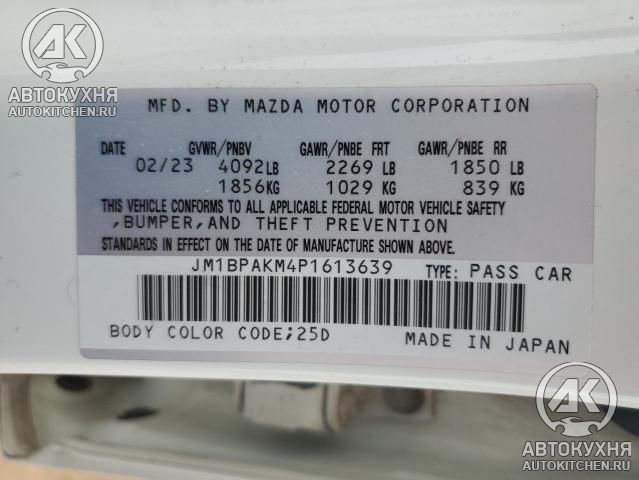 MFD. BY MAZDA MOTOR CORPORATION
DATE GVWR/PNBV GAWR/PNBE FRT GAWR/PNBE RR
02/23 4092LB 2269 LB 1850 LB
1856KG 1029 KG 839 KG
THIS VEHICLE CONFORMS TO ALL APPLICABLE FEDERAL MOTOR VEHICLE SAFETY
,BUMPER,AND THEFT PREVENTION
STANDARDS IN EFFECT ON THE DATE OF MANUFACTURE SHOWN ABOVE.
JM1BPAKM4P1613639 TYPE: PASS CAR
BODY COLOR CODE;25D MADE IN JAPAN
АК
АВТОКУХНЯ
AUTOKITCHEN.RU
АК
АВТОКУХНЯ
AUTOKITCHEN.RU